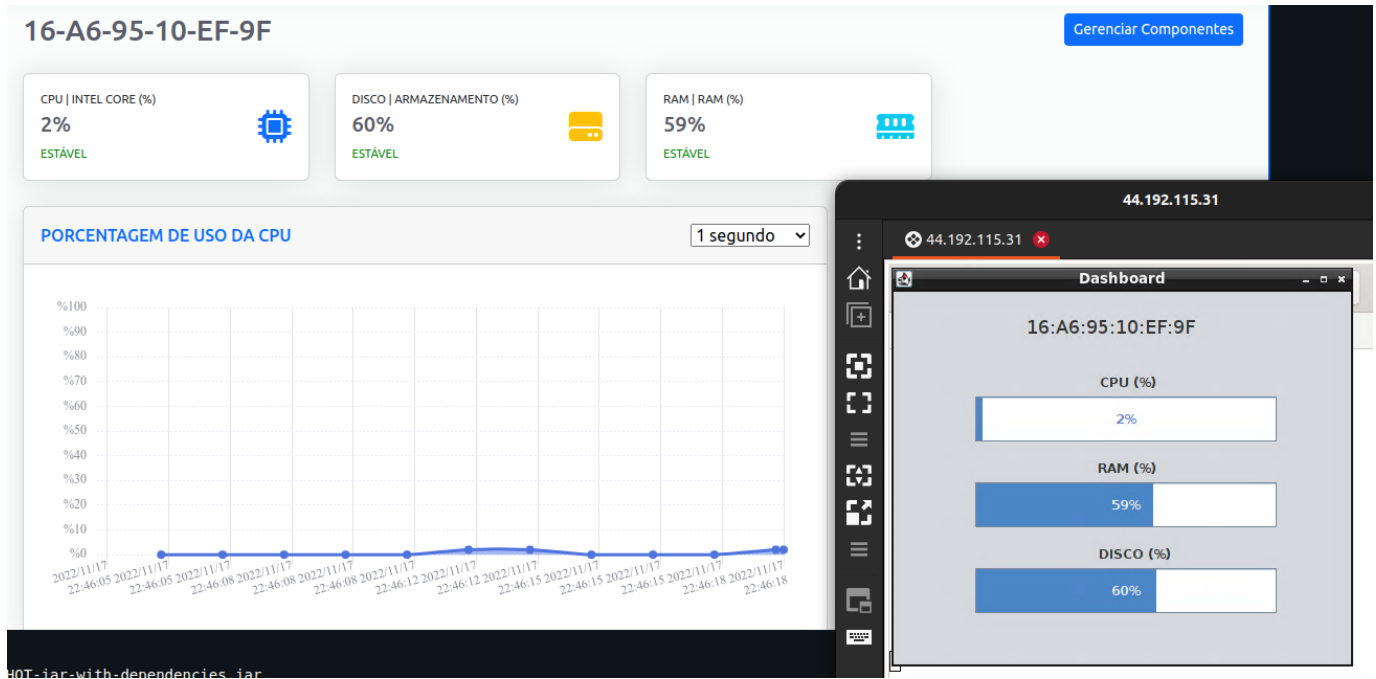 16-A6-95-10-EF-9F
Gerenciar Componentes
CPU | INTEL CORE (%)
2%
ESTÁVEL
DISCO | ARMAZENAMENTO (%)
60%
ESTÁVEL
RAM | RAM (%)
59%
ESTÁVEL
PORCENTAGEM DE USO DA CPU
1 segundo
%100
%90
%80
%70
%60
%50
%40
%30
%20
%10
%0
2022/11/17 22:46:05
2022/11/17 22:46:05
2022/11/17 22:46:08
2022/11/17 22:46:08
2022/11/17 22:46:08
2022/11/17 22:46:12
2022/11/17 22:46:12
2022/11/17 22:46:15
2022/11/17 22:46:15
2022/11/17 22:46:15
2022/11/17 22:46:18
2022/11/17 22:46:18
44.192.115.31
44.192.115.31
Dashboard
16:A6:95:10:EF:9F
CPU (%)
2%
RAM (%)
59%
DISCO (%)
60%
HOT-jar-with-dependencies.jar